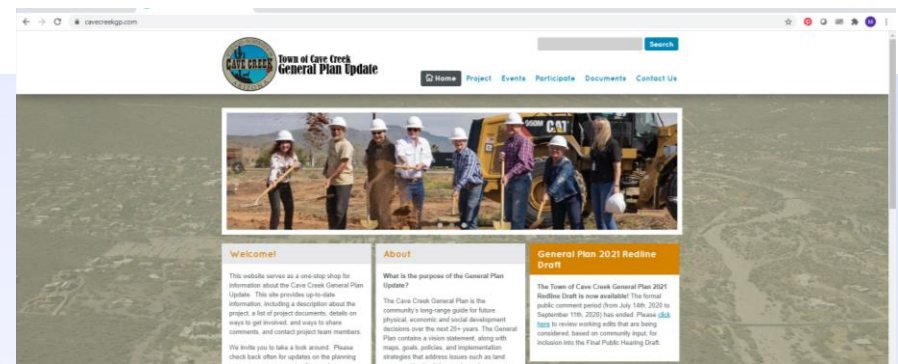 cavecreekgp.com
CAVE CREEK
ARIZONA
Town of Cave Creek
General Plan Update
Search
Home Project Events Participate Documents Contact Us
950M CAT
Welcome!
This website serves as a one-stop shop for
information about the Cave Creek General Plan
Update. This site provides up-to-date
information, including a description about the
project, a list of project documents, details on
ways to get involved, and ways to share
comments, and contact project team members.
We invite you to take a look around. Please
check back often for updates on the planning
About
What is the purpose of the General Plan
Update?
The Cave Creek General Plan is the
community's long-range guide for future
physical, economic and social development
decisions over the next 20+ years. The General
Plan contains a vision statement, along with
maps, goals, policies, and implementation
strategies that address issues such as land
General Plan 2021 Redline
Draft
The Town of Cave Creek General Plan 2021
Redline Draft is now available! The formal
public comment period (from July 14th, 2020 to
September 11th, 2020) has ended. Please click
here to review working edits that are being
considered, based on community input, for
inclusion into the Final Public Hearing Draft.